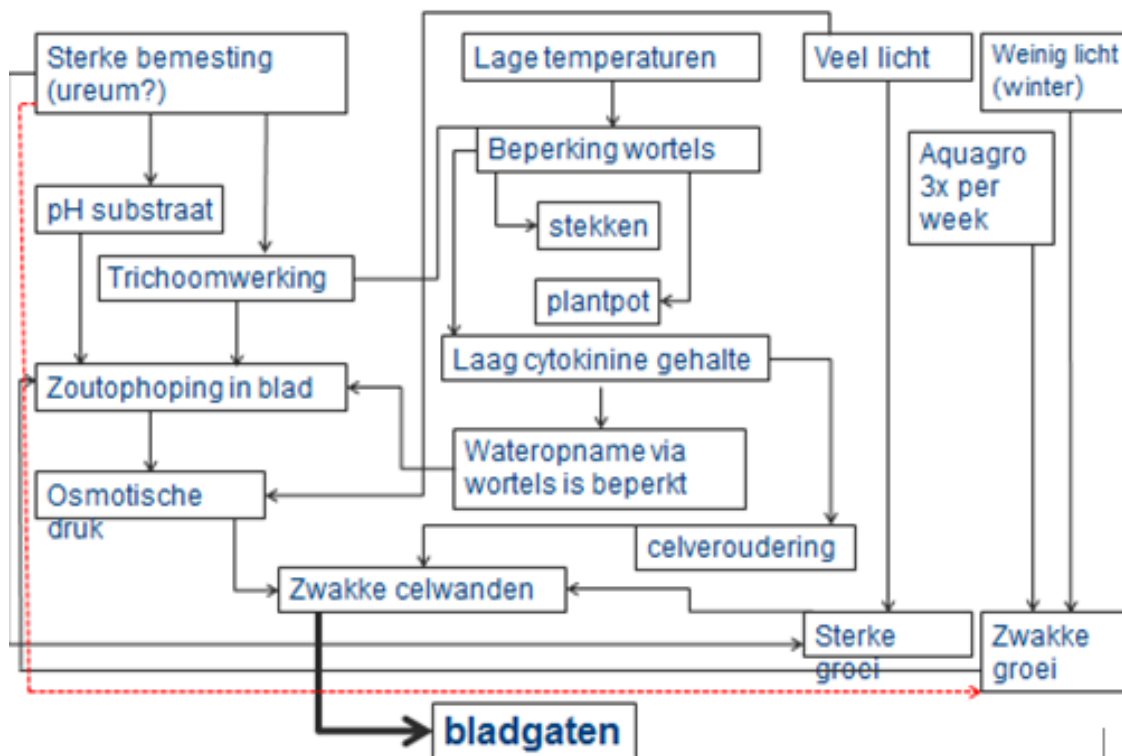 Sterke bemesting
(ureum?)
Lage temperaturen
Veel licht
Weinig licht
(winter)
Beperking wortels
Aquagro
3x per
week
pH substraat
stekken
Trichoomwerking
plantpot
Laag cytokinine gehalte
Zoutophoping in blad
Wateropname via
wortels is beperkt
Osmotische
druk
celveroudering
Zwakke celwanden
Sterke
groei
Zwakke
groei
bladgaten